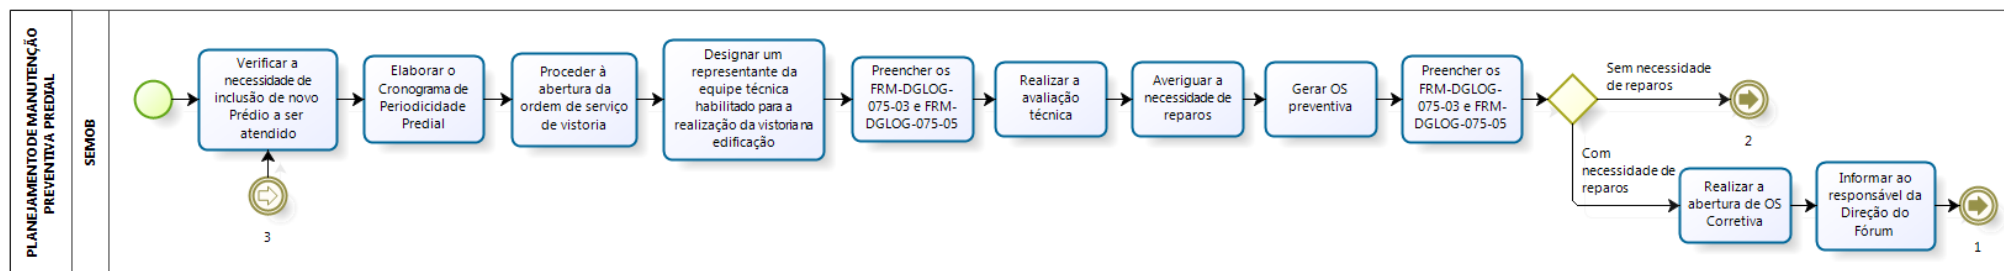 PLANEJAMENTO DE MANUTENÇÃO
PREVENTIVA PREDIAL
SEMOB
Verificar a
necessidade de
inclusão de novo
Prédio a ser
atendido
3
Elaborar o
Cronograma de
Periodicidade
Predial
Proceder à
abertura da
ordem de serviço
de vistoria
Designar um
representante da
equipe técnica
habilitado para a
realização da vistoria na
edificação
Preencher os
FRM-DGLOG-
075-03 e FRM-
DGLOG-075-05
Realizar a
avaliação
técnica
Averiguar a
necessidade de
reparos
Gerar OS
preventiva
Preencher os
FRM-DGLOG-
075-03 e FRM-
DGLOG-075-05
Sem necessidade
de reparos
2
Com
necessidade de
reparos
Realizar a
abertura de OS
Corretiva
Informar ao
responsável da
Direção do
Fórum
1